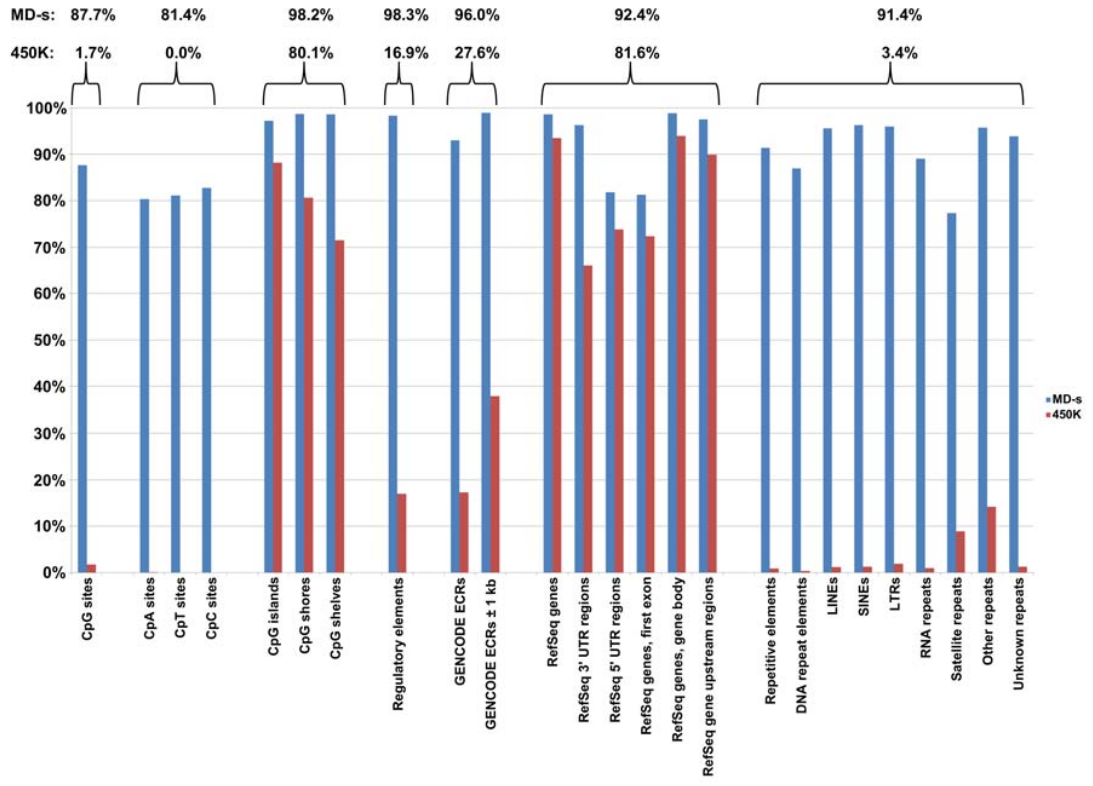 MD-s: 87.7% 81.4% 98.2% 98.3% 96.0% 92.4% 91.4%
450K: 1.7% 0.0% 80.1% 16.9% 27.6% 81.6% 3.4%
100%
90%
80%
70%
60%
50%
40%
30%
20%
10%
0%
MD-s
450K
CpG sites
CpA sites
CpT sites
CpC sites
CpG islands
CpG shores
CpG shelves
Regulatory elements
GENCODE ECRs
GENCODE ECRs ± 1 kb
RefSeq genes
RefSeq 3' UTR regions
RefSeq 5' UTR regions
RefSeq genes, first exon
RefSeq genes, gene body
RefSeq gene upstream regions
Repetitive elements
DNA repeat elements
LINEs
SINEs
LTRs
RNA repeats
Satellite repeats
Other repeats
Unknown repeats